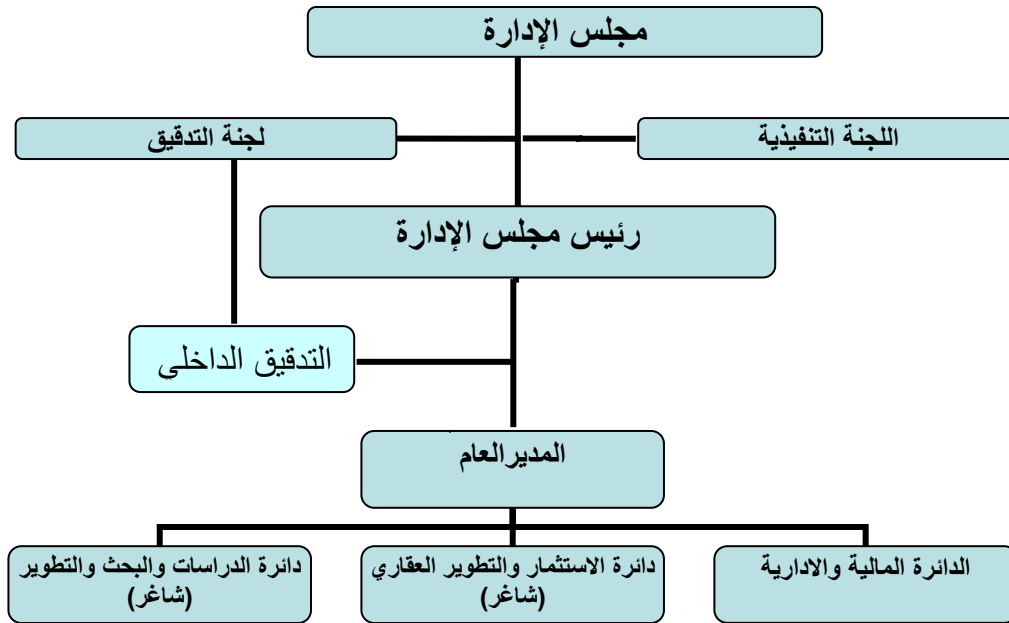 مجلس الإدارة
اللجنة التنفيذية
لجنة التدقيق
رئيس مجلس الإدارة
التدقيق الداخلي
المديرالعام
الدائرة المالية والادارية
دائرة الاستثمار والتطوير العقاري
(شاغر)
دائرة الدراسات والبحث والتطوير
(شاغر)